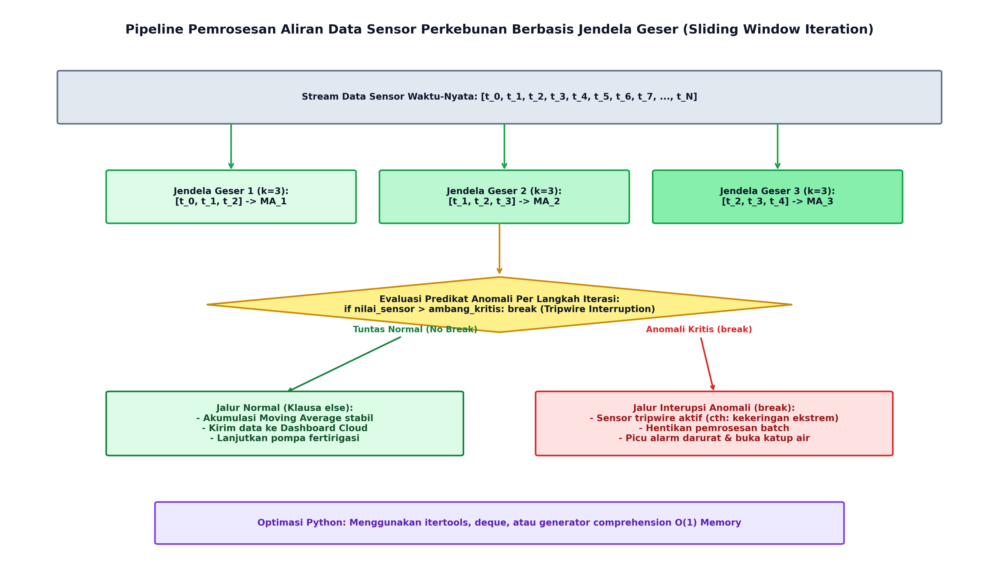 Pipeline Pemrosesan Aliran Data Sensor Perkebunan Berbasis Jendela Geser (Sliding Window Iteration)
Stream Data Sensor Waktu-Nyata: [t_0, t_1, t_2, t_3, t_4, t_5, t_6, t_7, ..., t_N]
Jendela Geser 1 (k=3):
[t_0, t_1, t_2] -> MA_1
Jendela Geser 2 (k=3):
[t_1, t_2, t_3] -> MA_2
Jendela Geser 3 (k=3):
[t_2, t_3, t_4] -> MA_3
Evaluasi Predikat Anomali Per Langkah Iterasi:
if nilai_sensor > ambang_kritis: break (Tripwire Interruption)
Tuntas Normal (No Break)
Anomali Kritis (break)
Jalur Normal (Klausa else):
- Akumulasi Moving Average stabil
- Kirim data ke Dashboard Cloud
- Lanjutkan pompa fertirigasi
Jalur Interupsi Anomali (break):
- Sensor tripwire aktif (cth: kekeringan ekstrem)
- Hentikan pemrosesan batch
- Picu alarm darurat & buka katup air
Optimasi Python: Menggunakan itertools, deque, atau generator comprehension O(1) Memory